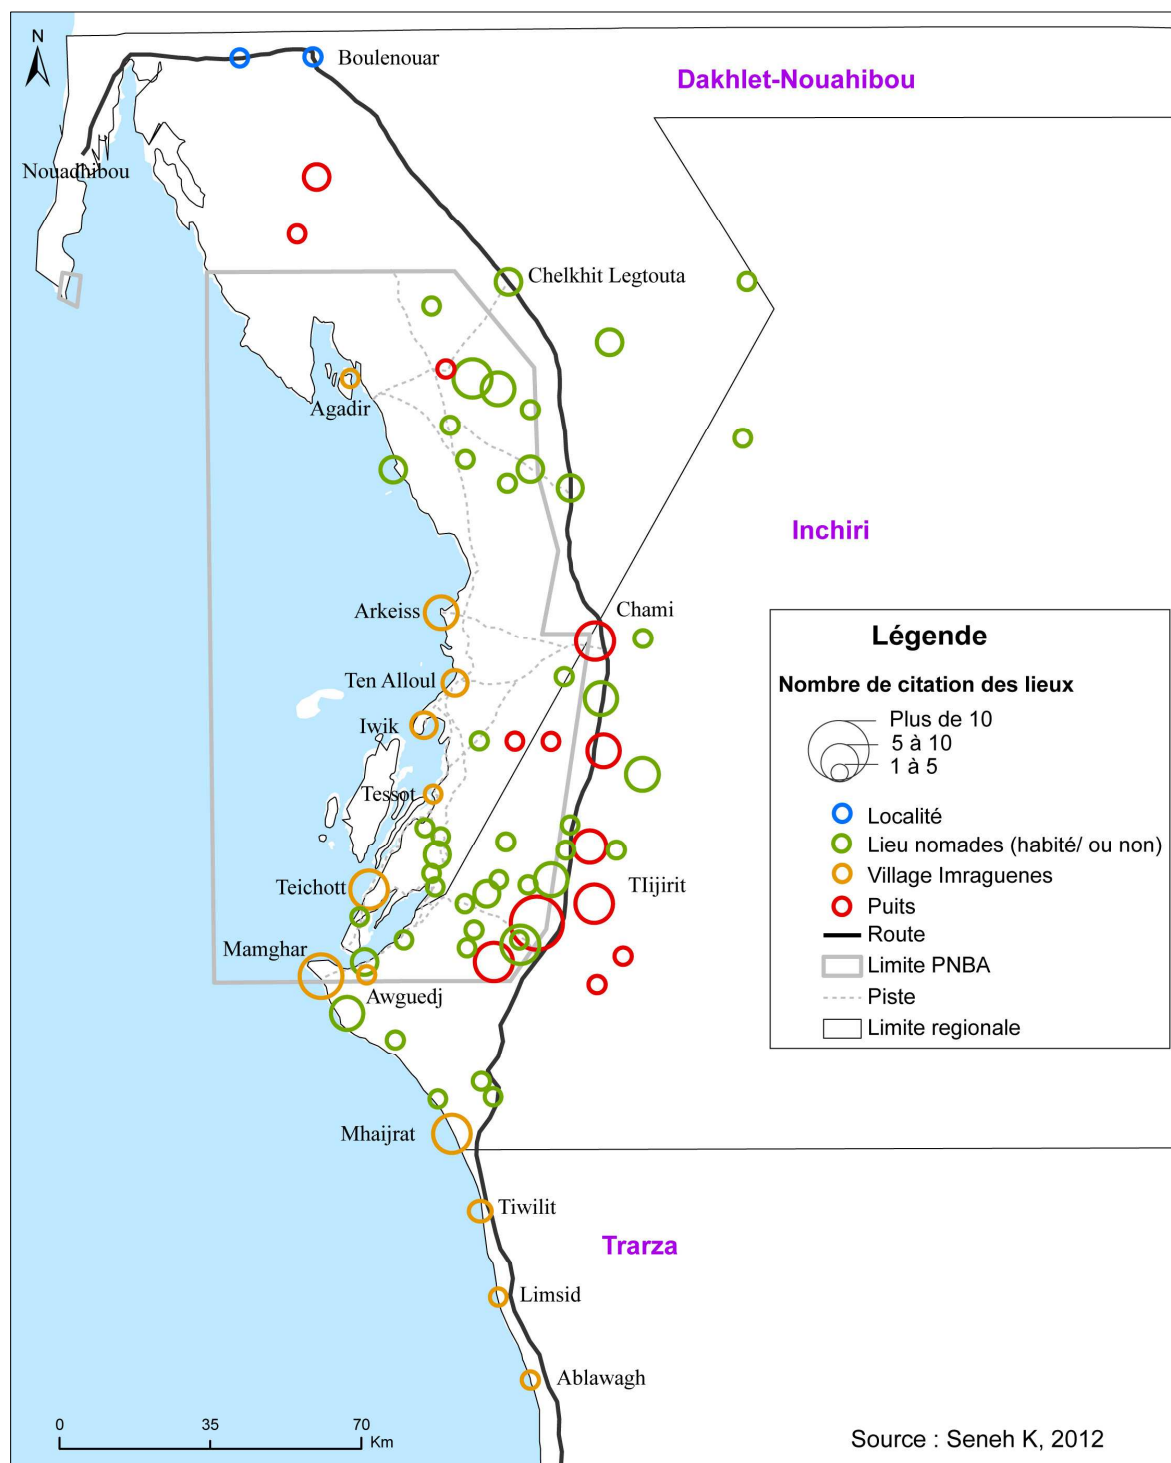 N
Boulenouar
Dakhlet-Nouahibou
Nouadhibou
Chelkhit Legtouta
Agadir
Inchiri
Arkeiss
Chami
Ten Alloul
Iwik
Tessot
Teichott
TIijirit
Mamghar
Awguedj
Mhaijrat
Tiwilit
Trarza
Limsid
Ablawagh
Légende
Nombre de citation des lieux
Plus de 10
5 à 10
1 à 5
Localité
Lieu nomades (habité/ ou non)
Village Imraguenes
Puits
Route
Limite PNBA
Piste
Limite regionale
0 35 70
Km
Source : Seneh K, 2012